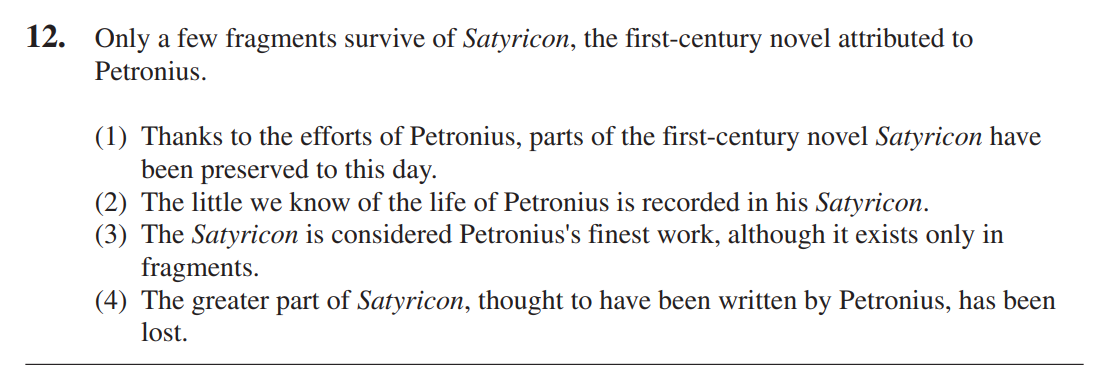 12. Only a few fragments survive of Satyricon, the first-century novel attributed to
Petronius.
(1) Thanks to the efforts of Petronius, parts of the first-century novel Satyricon have
been preserved to this day.
(2) The little we know of the life of Petronius is recorded in his Satyricon.
(3) The Satyricon is considered Petronius's finest work, although it exists only in
fragments.
(4) The greater part of Satyricon, thought to have been written by Petronius, has been
lost.